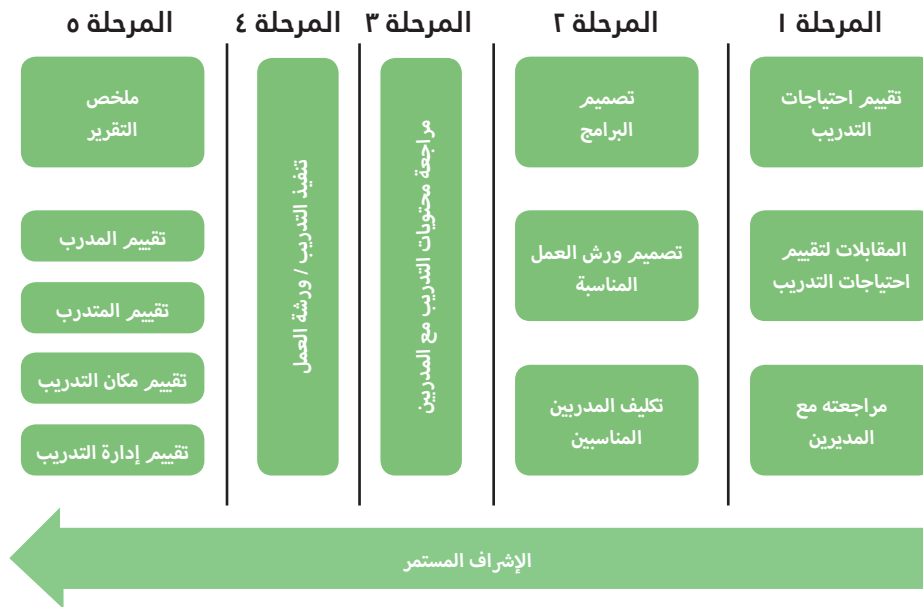 المرحلة ١
تقييم احتياجات
التدريب
المقابلات لتقييم
احتياجات التدريب
مراجعته مع
المديرين
المرحلة ٢
تصميم
البرامج
تصميم ورش العمل
المناسبة
تكليف المدربين
المناسبين
المرحلة ٣
مراجعة محتويات التدريب مع المدربين
المرحلة ٤
تنفيذ التدريب / ورشة العمل
المرحلة ٥
ملخص
التقرير
تقييم المدرب
تقييم المتدرب
تقييم مكان التدريب
تقييم إدارة التدريب
الإشراف المستمر